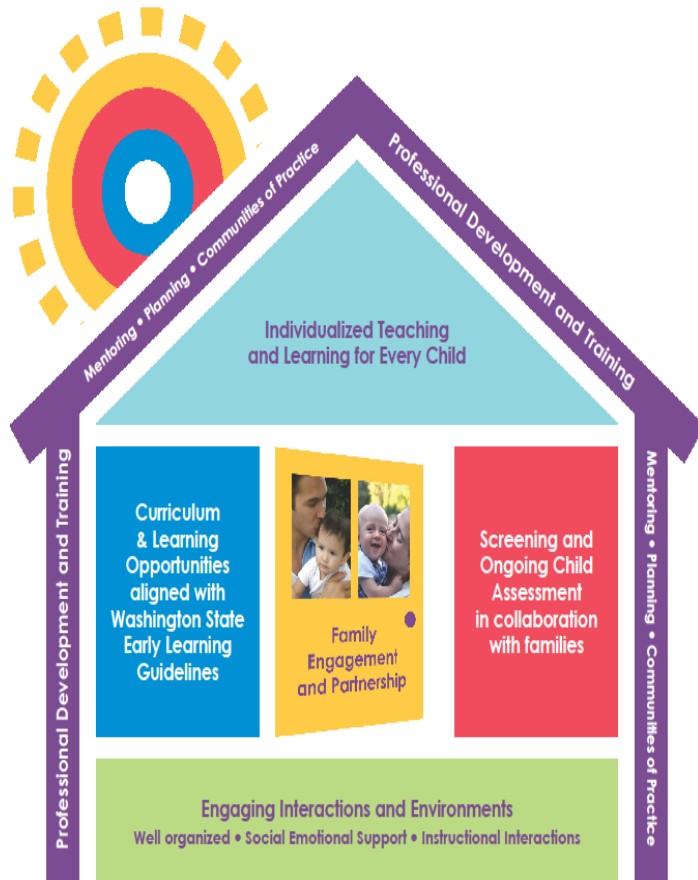 Mentoring • Planning • Communities of Practice
Professional Development and Training
Individualized Teaching
and Learning for Every Child
Professional Development and Training
Curriculum
& Learning
Opportunities
aligned with
Washington State
Early Learning
Guidelines
Family
Engagement
and Partnership
Screening and
Ongoing Child
Assessment
in collaboration
with families
Mentoring • Planning • Communities of Practice
Engaging Interactions and Environments
Well organized • Social Emotional Support • Instructional Interactions